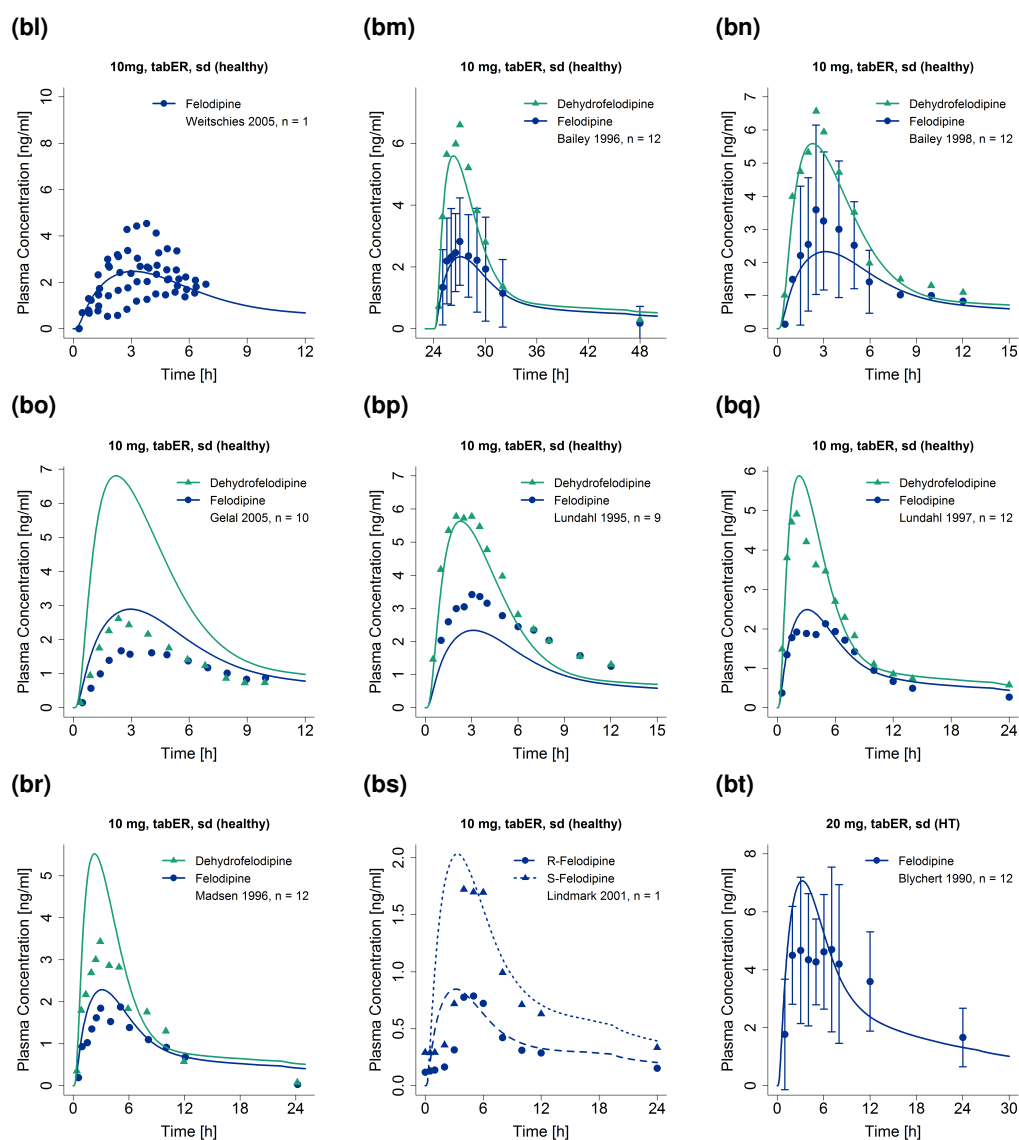 (bl)
10mg, tabER, sd (healthy)
Plasma Concentration [ng/ml]
10
8
6
4
2
0
Felodipine
Weitschies 2005, n = 1
0 3 6 9 12
Time [h]
(bm)
10 mg, tabER, sd (healthy)
Plasma Concentration [ng/ml]
6
4
2
0
Dehydrofelodipine
Felodipine
Bailey 1996, n = 12
24 30 36 42 48
Time [h]
(bn)
10 mg, tabER, sd (healthy)
Plasma Concentration [ng/ml]
7
6
5
4
3
2
1
0
Dehydrofelodipine
Felodipine
Bailey 1998, n = 12
0 3 6 9 12 15
Time [h]
(bo)
10 mg, tabER, sd (healthy)
Plasma Concentration [ng/ml]
7
6
5
4
3
2
1
0
Dehydrofelodipine
Felodipine
Gelal 2005, n = 10
0 3 6 9 12
Time [h]
(bp)
10 mg, tabER, sd (healthy)
Plasma Concentration [ng/ml]
7
6
5
4
3
2
1
0
Dehydrofelodipine
Felodipine
Lundahl 1995, n = 9
0 3 6 9 12 15
Time [h]
(bq)
10 mg, tabER, sd (healthy)
Plasma Concentration [ng/ml]
6
5
4
3
2
1
0
Dehydrofelodipine
Felodipine
Lundahl 1997, n = 12
0 6 12 18 24
Time [h]
(br)
10 mg, tabER, sd (healthy)
Plasma Concentration [ng/ml]
5
4
3
2
1
0
Dehydrofelodipine
Felodipine
Madsen 1996, n = 12
0 6 12 18 24
Time [h]
(bs)
10 mg, tabER, sd (healthy)
Plasma Concentration [ng/ml]
2.0
1.5
1.0
0.5
0.0
R-Felodipine
S-Felodipine
Lindmark 2001, n = 1
0 6 12 18 24
Time [h]
(bt)
20 mg, tabER, sd (HT)
Plasma Concentration [ng/ml]
8
6
4
2
0
Felodipine
Blychert 1990, n = 12
0 6 12 18 24 30
Time [h]